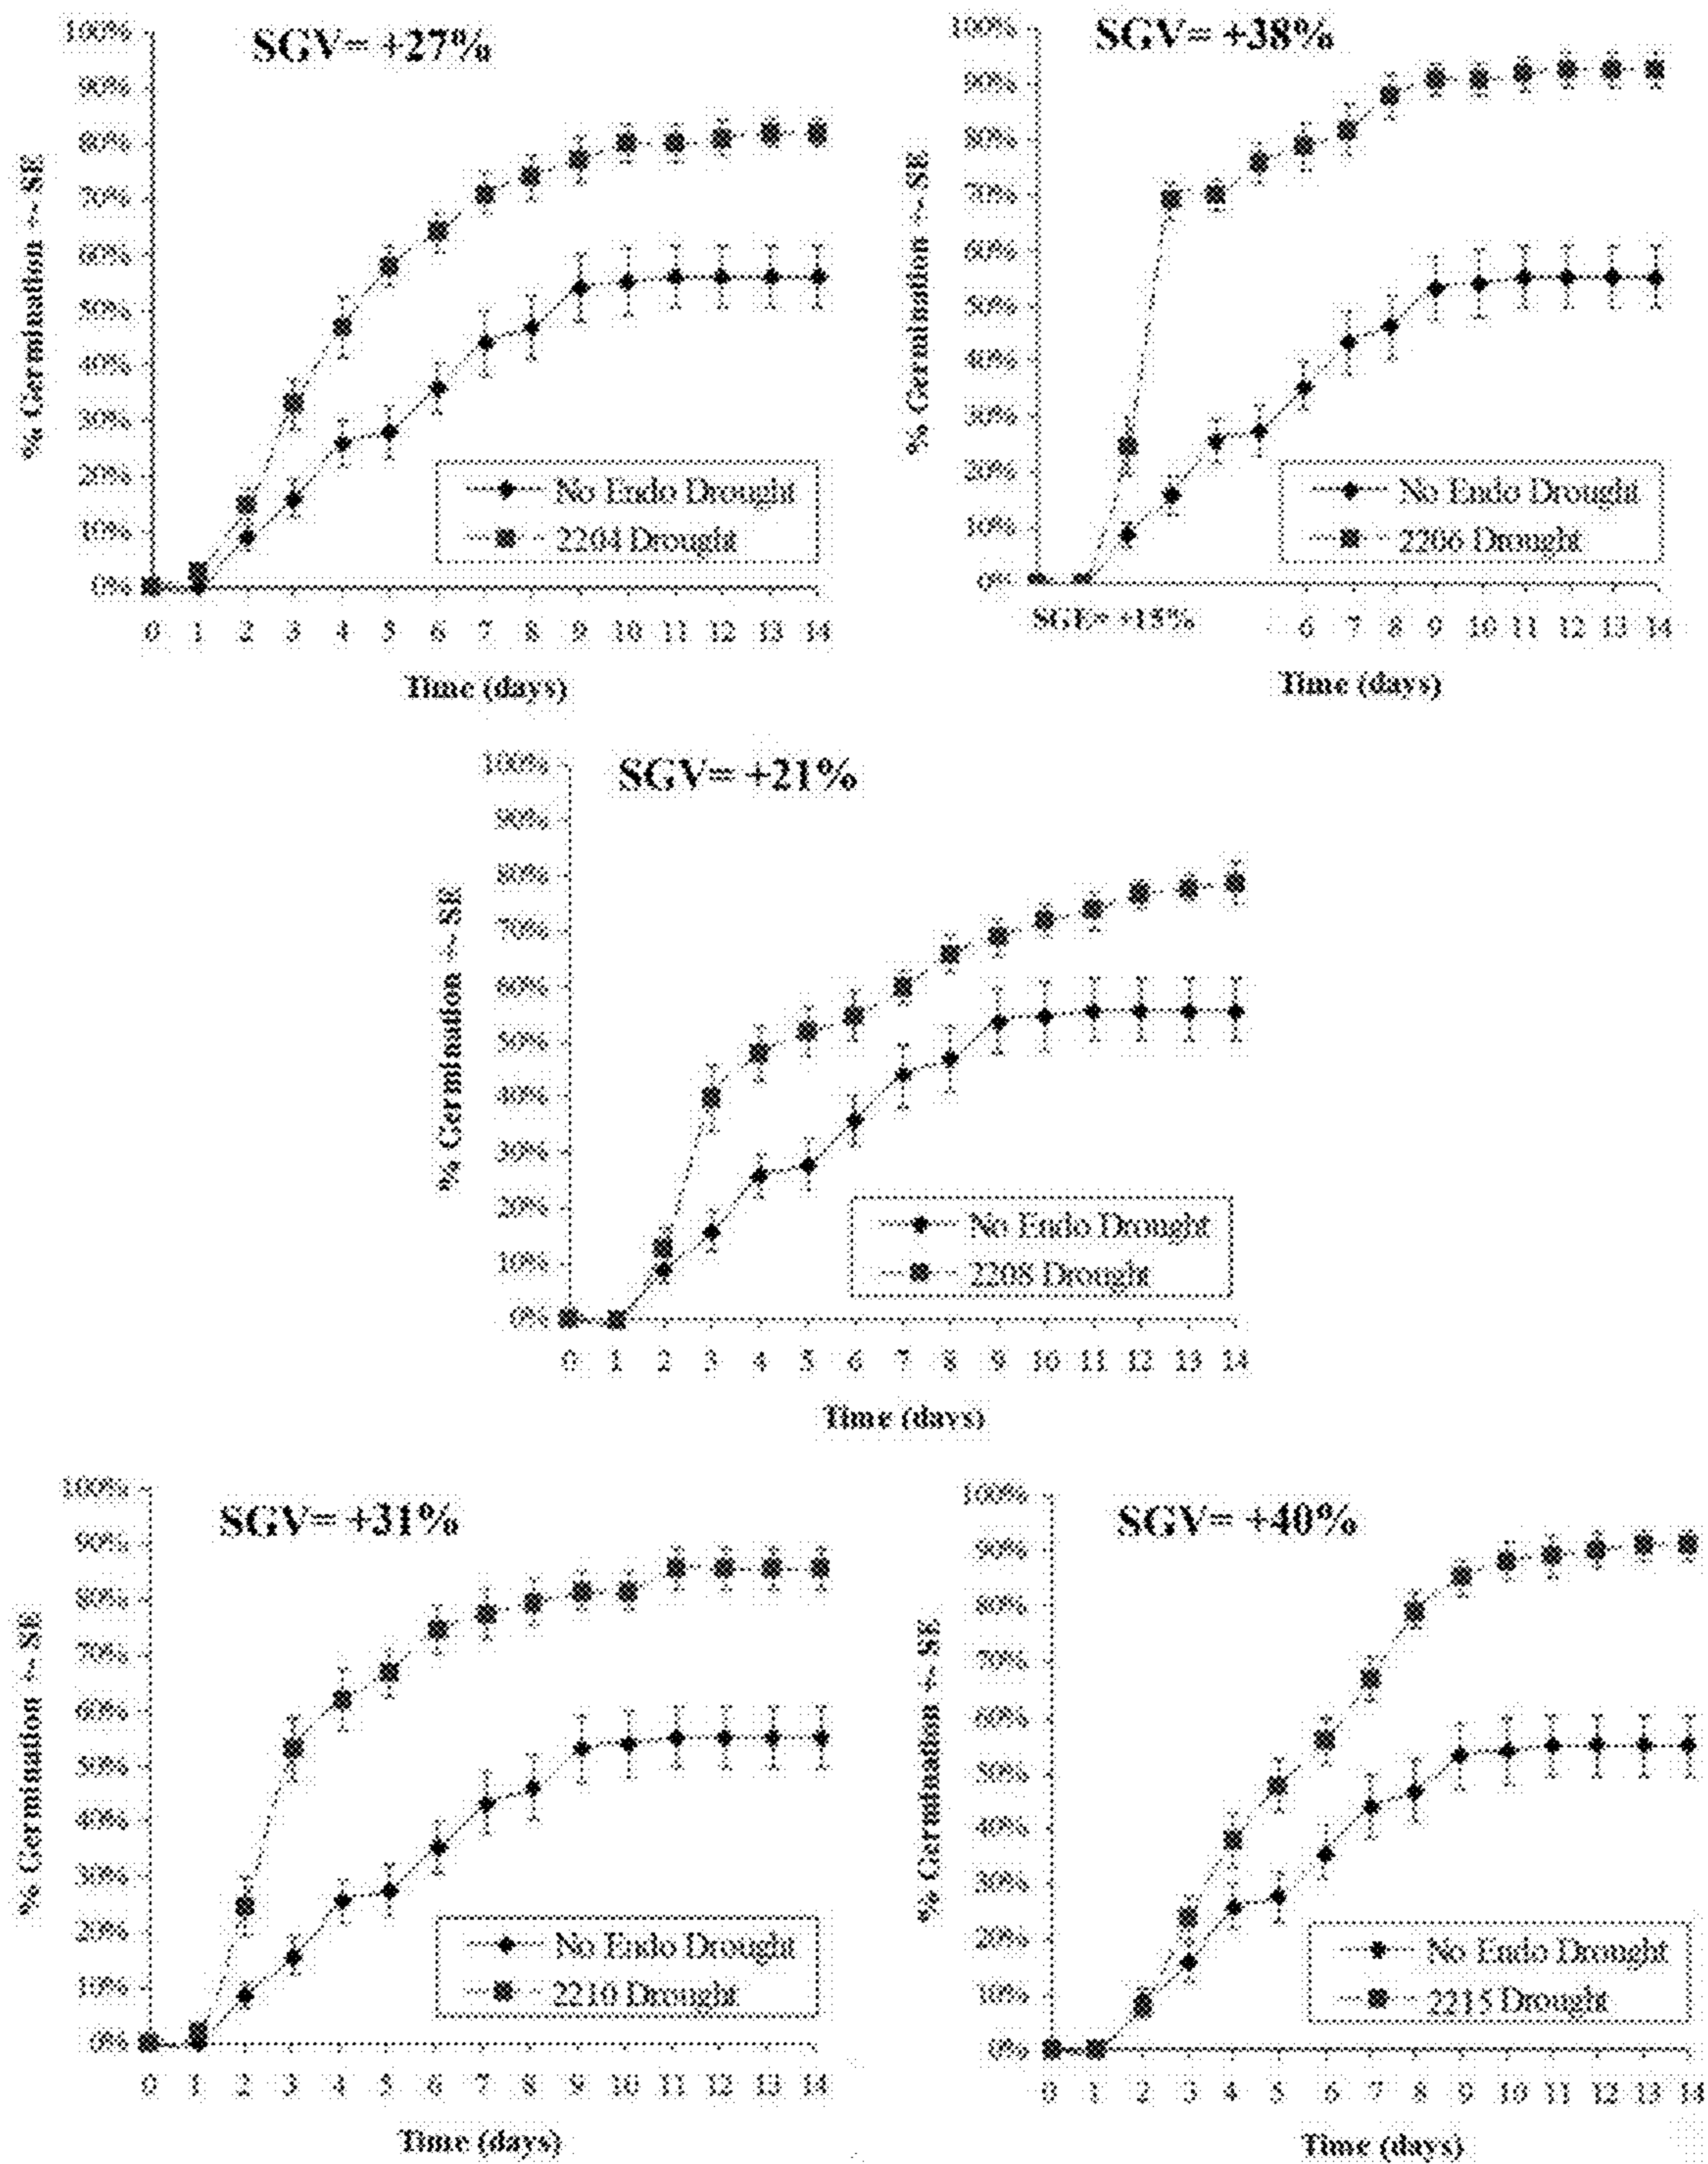 SGV= +27%
% Germination +- SE
100%
90%
80%
70%
60%
50%
40%
30%
20%
10%
0%
No Endo Drought
2204 Drought
0 1 2 3 4 5 6 7 8 9 10 11 12 13 14
Time (days)
SGV= +38%
% Germination +- SE
100%
90%
80%
70%
60%
50%
40%
30%
20%
10%
0%
No Endo Drought
2206 Drought
SGE= +15% 6 7 8 9 10 11 12 13 14
Time (days)
SGV= +21%
% Germination +- SE
100%
90%
80%
70%
60%
50%
40%
30%
20%
10%
0%
No Endo Drought
2208 Drought
0 1 2 3 4 5 6 7 8 9 10 11 12 13 14
Time (days)
SGV= +31%
% Germination +- SE
100%
90%
80%
70%
60%
50%
40%
30%
20%
10%
0%
No Endo Drought
2210 Drought
0 1 2 3 4 5 6 7 8 9 10 11 12 13 14
Time (days)
SGV= +40%
% Germination +- SE
100%
90%
80%
70%
60%
50%
40%
30%
20%
10%
0%
No Endo Drought
2215 Drought
0 1 2 3 4 5 6 7 8 9 10 11 12 13 14
Time (days)